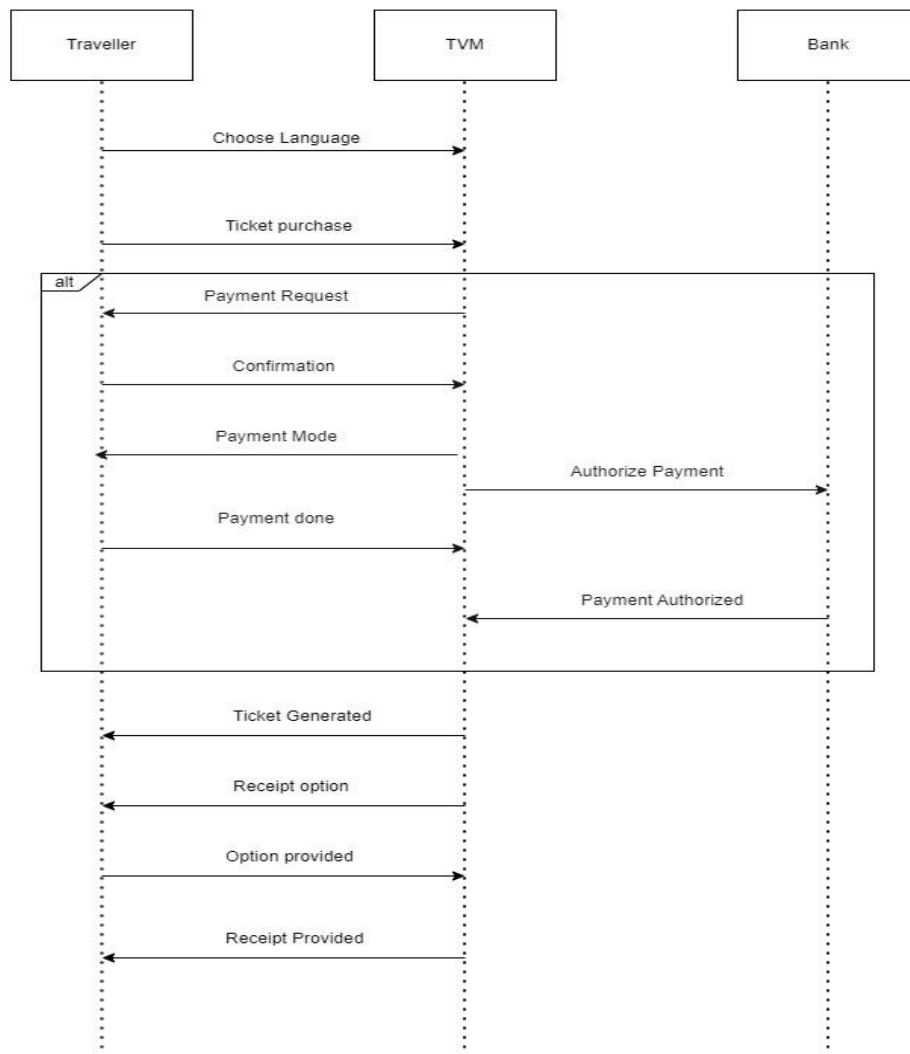 Traveller
TVM
Bank
Choose Language
Ticket purchase
alt
Payment Request
Confirmation
Payment Mode
Authorize Payment
Payment done
Payment Authorized
Ticket Generated
Receipt option
Option provided
Receipt Provided